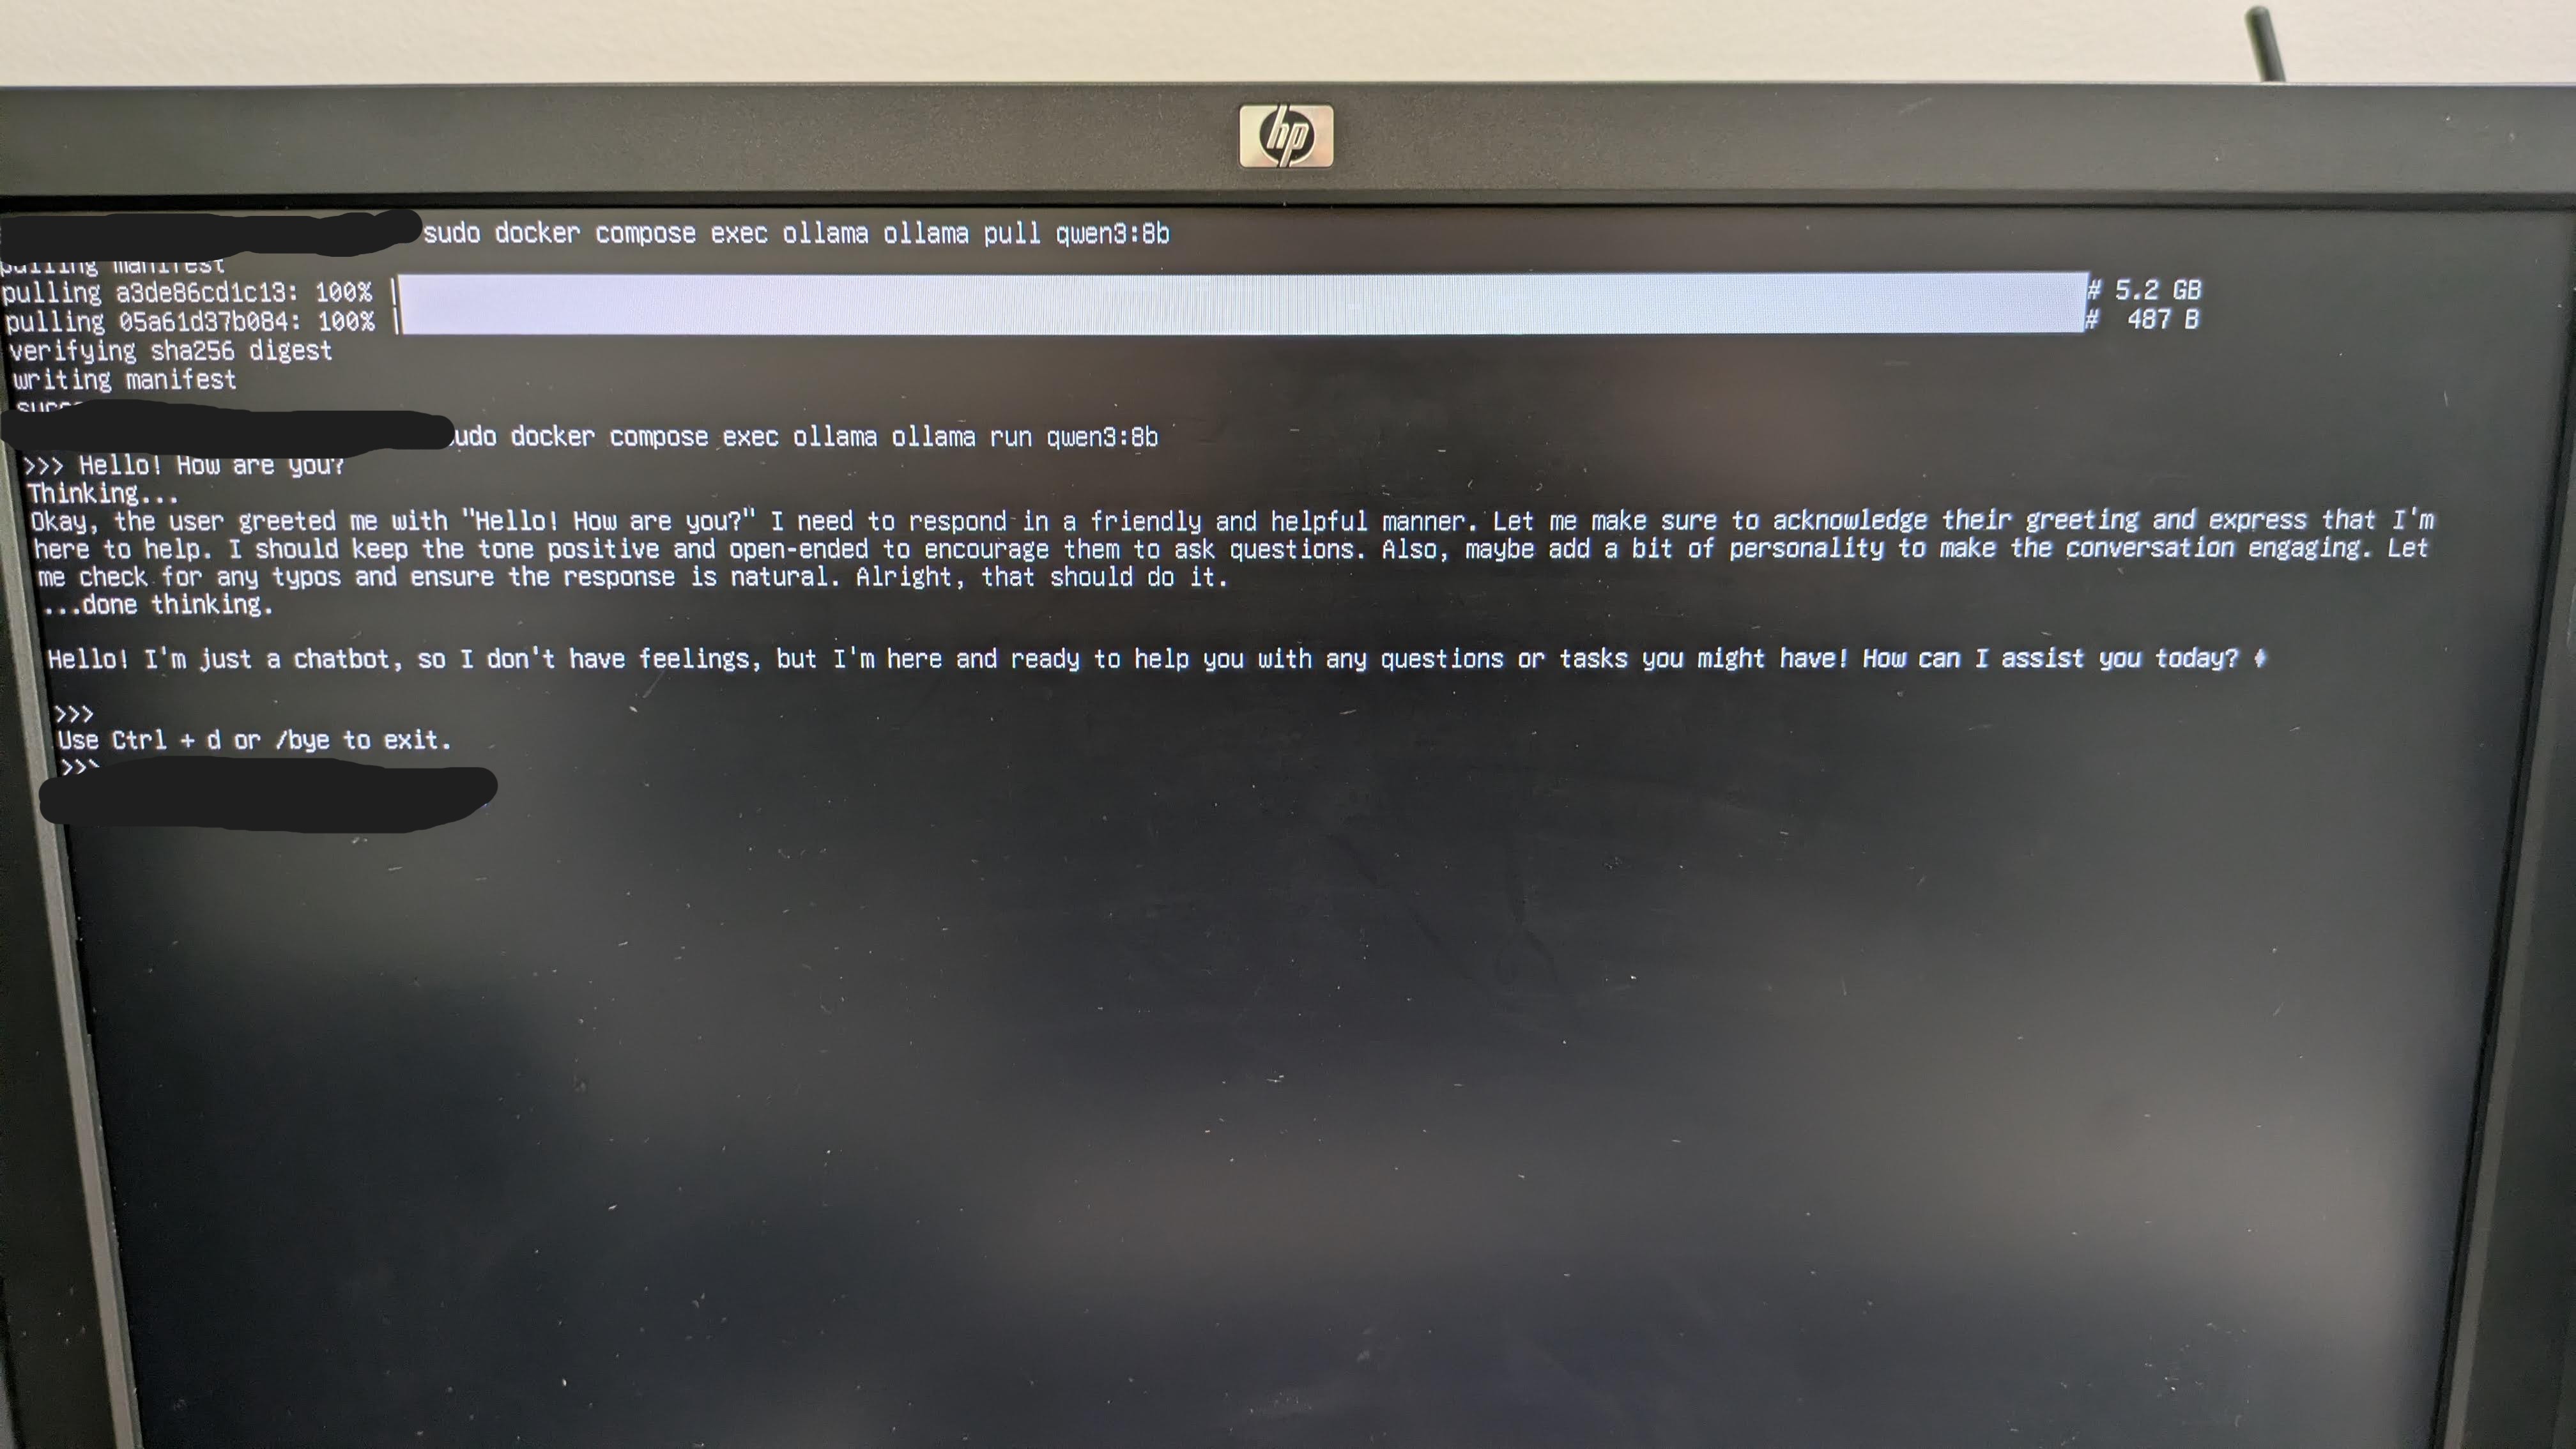 hp
sudo docker compose exec ollama ollama pull qwen3:8b
pulling manifest
pulling a3de86cd1c13: 100% | # 5.2 GB
pulling 05a61d37b084: 100% | # 487 B
verifying sha256 digest
writing manifest
udo docker compose exec ollama ollama run qwen3:8b
>>> Hello! How are you?
Thinking...
Okay, the user greeted me with "Hello! How are you?" I need to respond in a friendly and helpful manner. Let me make sure to acknowledge their greeting and express that I'm
here to help. I should keep the tone positive and open-ended to encourage them to ask questions. Also, maybe add a bit of personality to make the conversation engaging. Let
me check for any typos and ensure the response is natural. Alright, that should do it.
...done thinking.
Hello! I'm just a chatbot, so I don't have feelings, but I'm here and ready to help you with any questions or tasks you might have! How can I assist you today? ♦
>>>
Use Ctrl + d or /bye to exit.
>>>